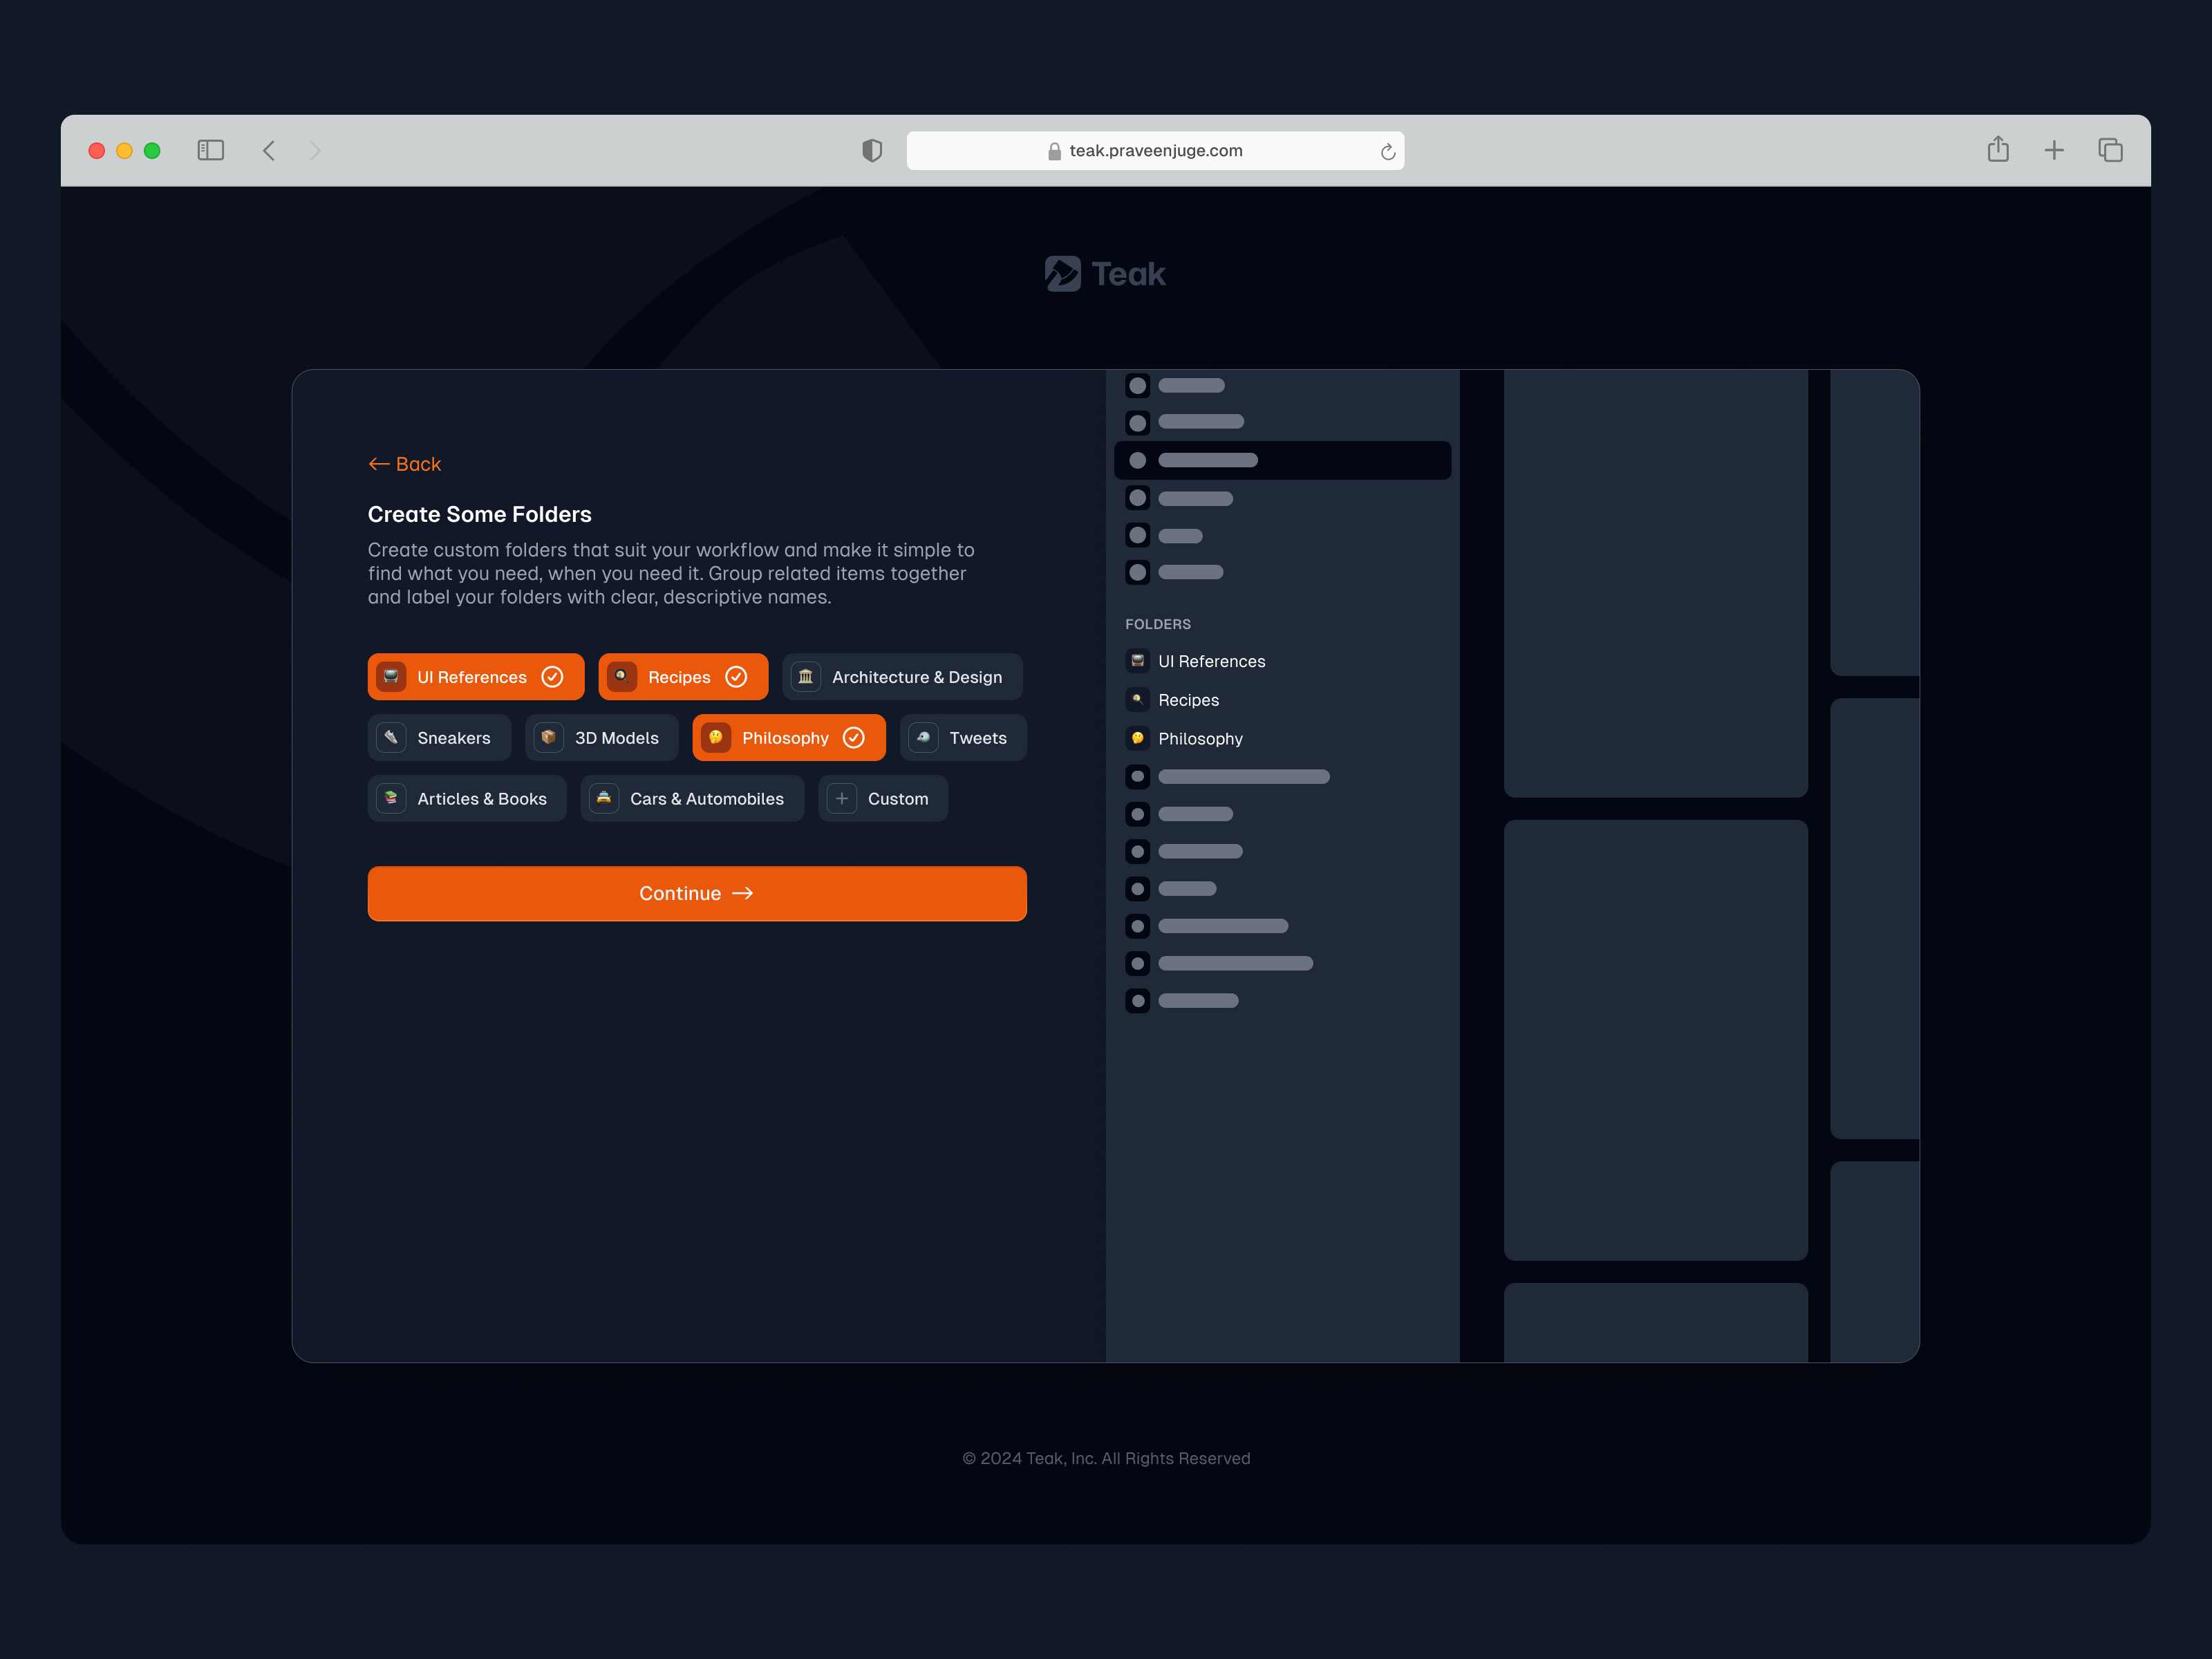 teak.praveenjuge.com
Teak
Back
Create Some Folders
Create custom folders that suit your workflow and make it simple to
find what you need, when you need it. Group related items together
and label your folders with clear, descriptive names.
UI References
Recipes
Architecture & Design
Sneakers
3D Models
Philosophy
Tweets
Articles & Books
Cars & Automobiles
Custom
Continue
FOLDERS
UI References
Recipes
Philosophy
© 2024 Teak, Inc. All Rights Reserved